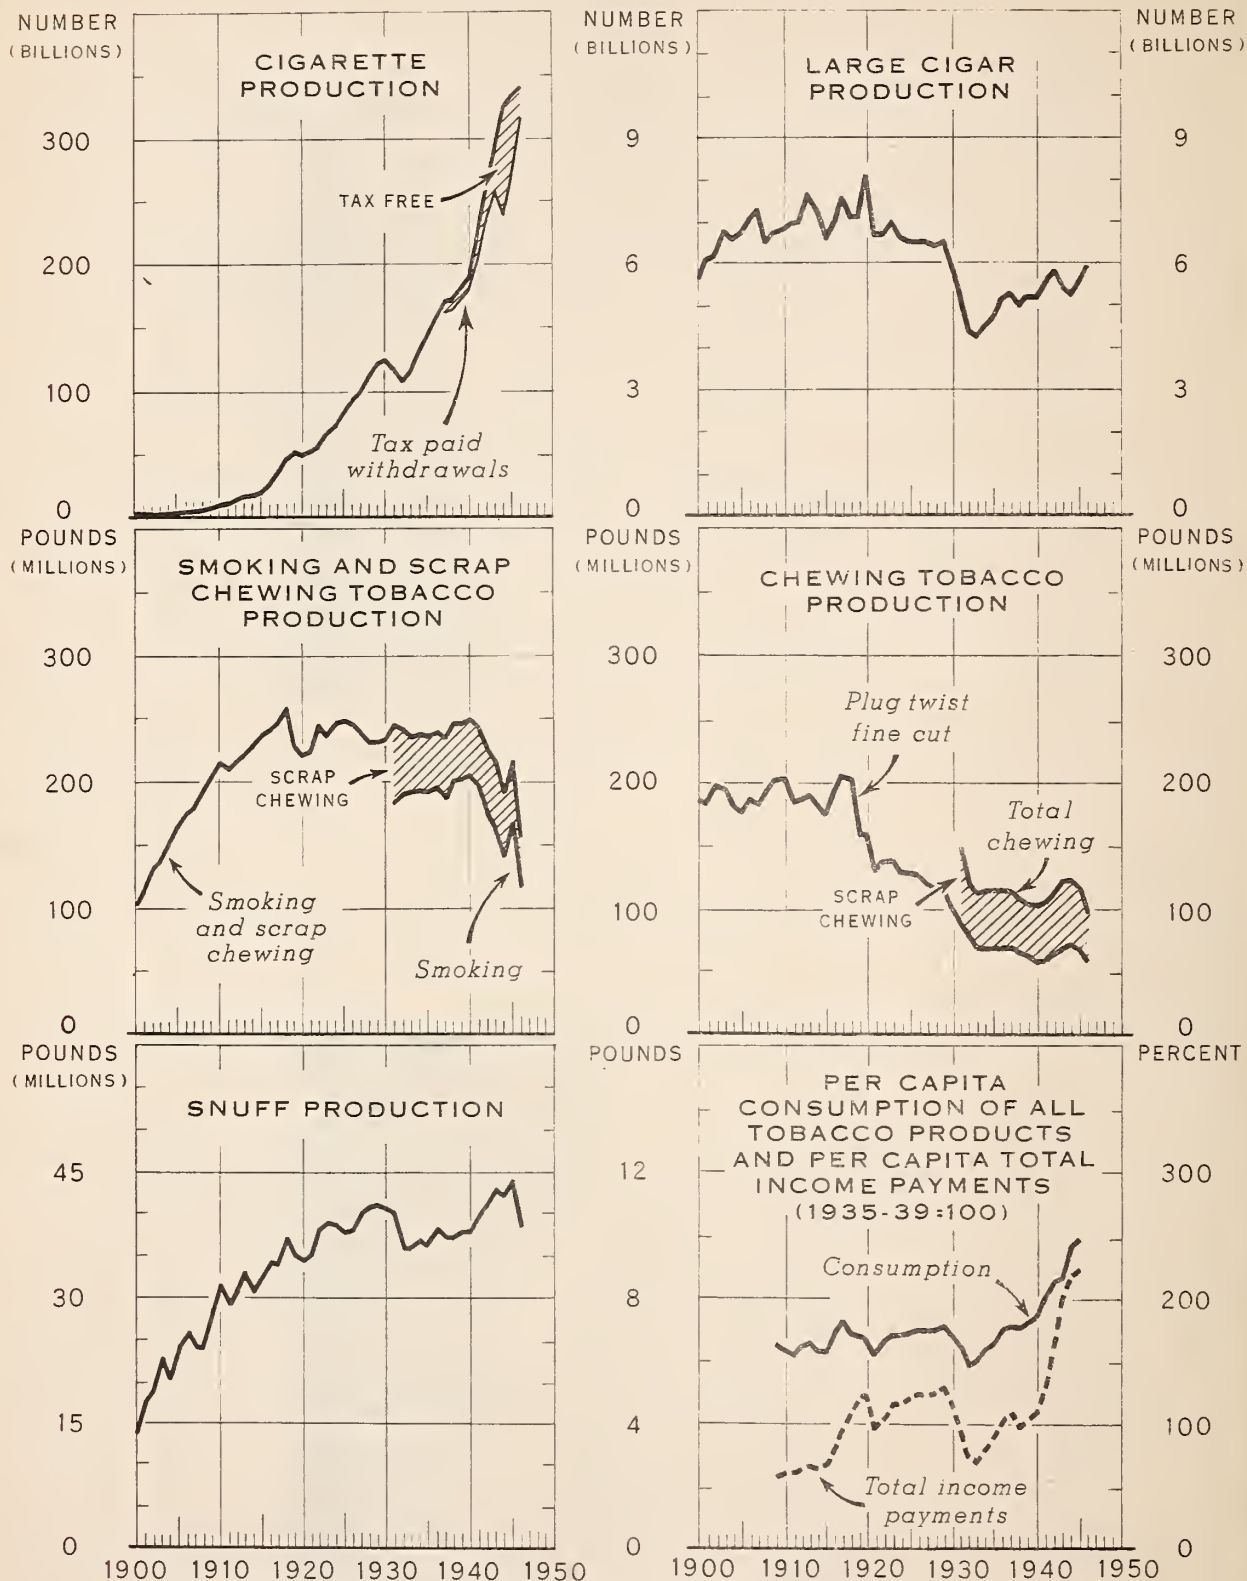 NUMBER
(BILLIONS)
CIGARETTE
PRODUCTION
300
200
100
0
TAX FREE
Tax paid
withdrawals
NUMBER
(BILLIONS)
LARGE CIGAR
PRODUCTION
NUMBER
(BILLIONS)
9
9
6
6
3
3
0
0
POUNDS
(MILLIONS)
SMOKING AND SCRAP
CHEWING TOBACCO
PRODUCTION
300
200
100
0
SCRAP
CHEWING
Smoking
and scrap
chewing
Smoking
POUNDS
(MILLIONS)
CHEWING TOBACCO
PRODUCTION
POUNDS
(MILLIONS)
300
300
200
200
100
100
0
0
Plug twist
fine cut
Total
chewing
SCRAP
CHEWING
POUNDS
(MILLIONS)
SNUFF PRODUCTION
45
30
15
0
1900 1910 1920 1930 1940 1950
POUNDS
PER CAPITA
CONSUMPTION OF ALL
TOBACCO PRODUCTS
AND PER CAPITA TOTAL
INCOME PAYMENTS
(1935-39=100)
PERCENT
12
300
8
200
4
100
0
0
Consumption
Total income
payments
1900 1910 1920 1930 1940 1950